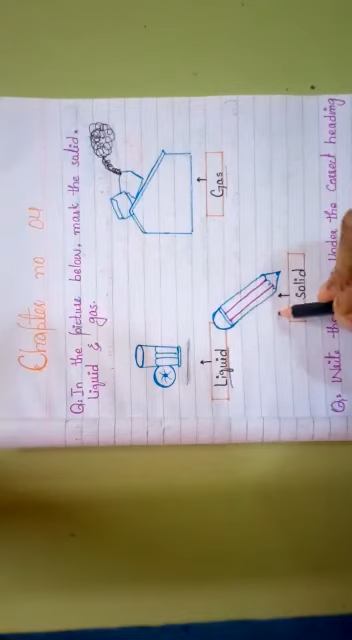 Chapter no 04
Q: In the picture below, mark the solid,
Liquid & gas.
Gas
Liquid
solid
Q: Write the Under the Correct heading